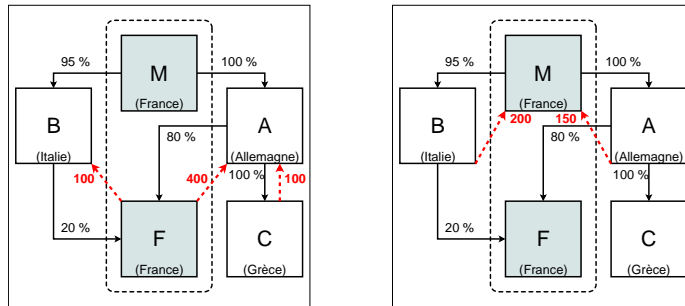 95 %
M
(France)
100 %
B
(Italie)
A
(Allemagne)
80 %
100
400
100 %
100
20 %
F
(France)
C
(Grèce)
95 %
M
(France)
100 %
200
150
B
(Italie)
A
(Allemagne)
80 %
100 %
20 %
F
(France)
C
(Grèce)